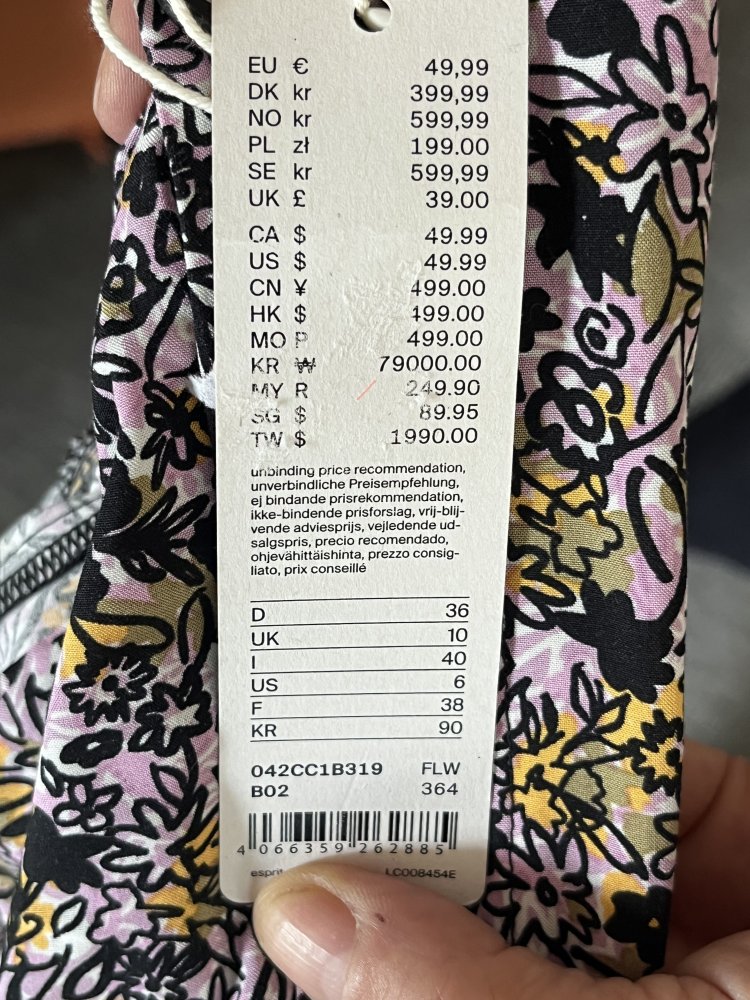 EU € 49,99
DK kr 399,99
NO kr 599,99
PL zł 199.00
SE kr 599,99
UK £ 39.00
CA $ 49.99
US $ 49.99
CN ¥ 499.00
HK $ 499.00
MO P 499.00
KR ₩ 79000.00
MY R 249.90
SG $ 89.95
TW $ 1990.00
unbinding price recommendation,
unverbindliche Preisempfehlung,
ej bindande prisrekommendation,
ikke-bindende prisforslag, vrij-blij-
vende adviesprijs, vejledende ud-
salgspris, precio recomendado,
ohjevähittäishinta, prezzo consig-
liato, prix conseillé
D 36
UK 10
I 40
US 6
F 38
KR 90
042CC1B319 FLW
B02 364
4 066359 262885
esprit LC008454E